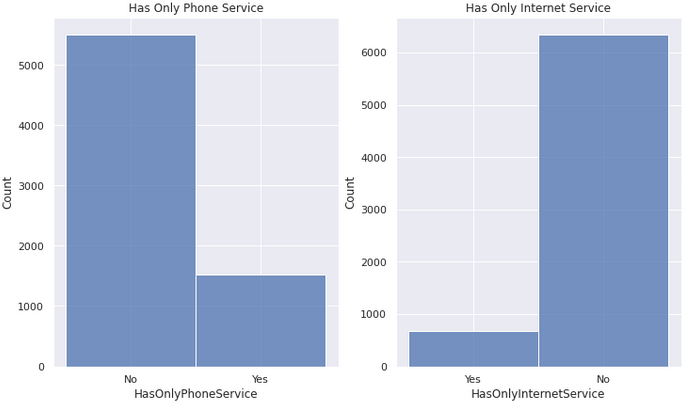 Has Only Phone Service
Count
5000
4000
3000
2000
1000
0
No Yes
HasOnlyPhoneService
Has Only Internet Service
Count
6000
5000
4000
3000
2000
1000
0
Yes No
HasOnlyInternetService